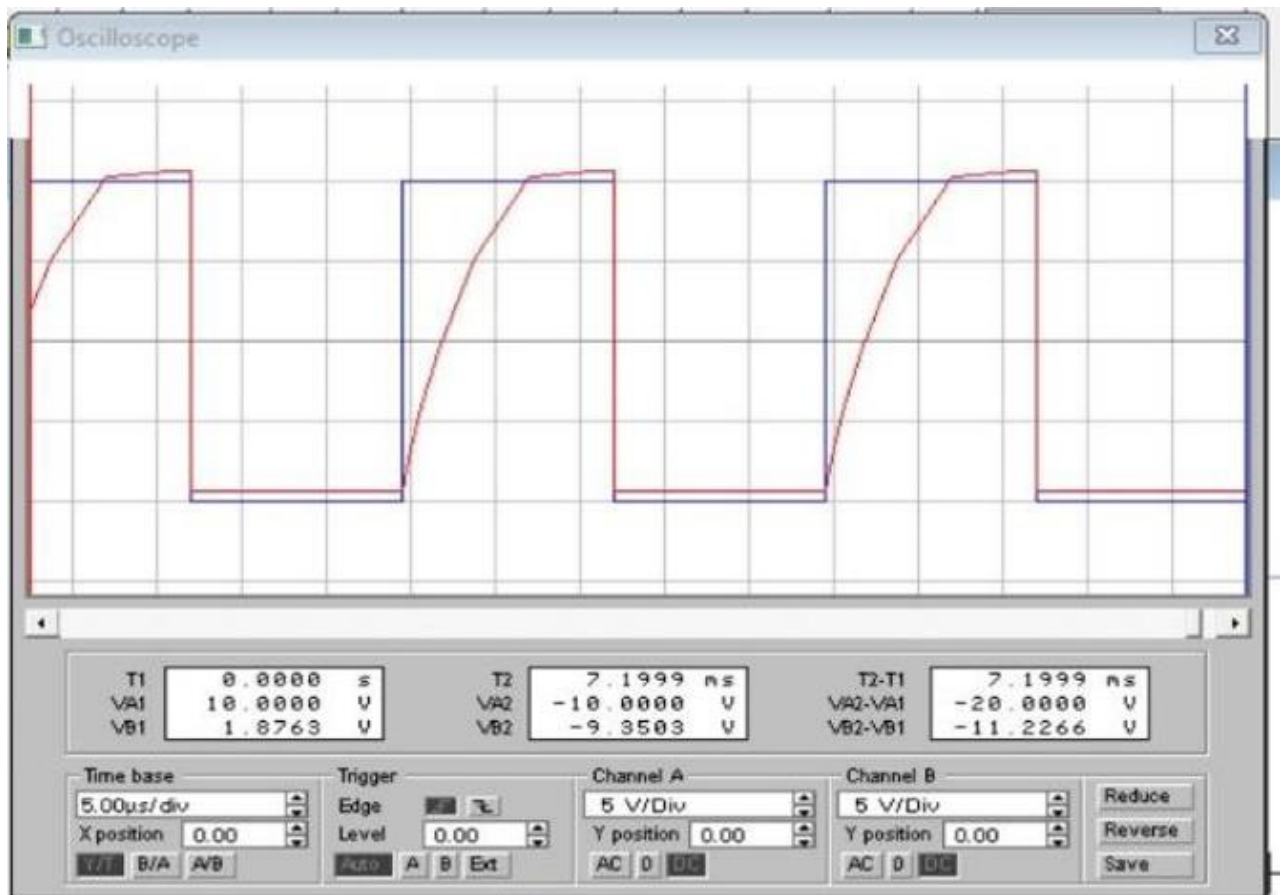 Oscilloscope
T1 0.0000 s
VA1 10.0000 V
VB1 1.8763 V
T2 7.1999 ms
VA2 -10.0000 V
VB2 -9.3503 V
T2-T1 7.1999 ms
VA2-VA1 -20.0000 V
VB2-VB1 -11.2266 V
Time base
5.00µs/div
X position 0.00
Y/T B/A A/B
Trigger
Edge
Level 0.00
Auto A B Ext
Channel A
5 V/Div
Y position 0.00
AC 0 DC
Channel B
5 V/Div
Y position 0.00
AC 0 DC
Reduce
Reverse
Save